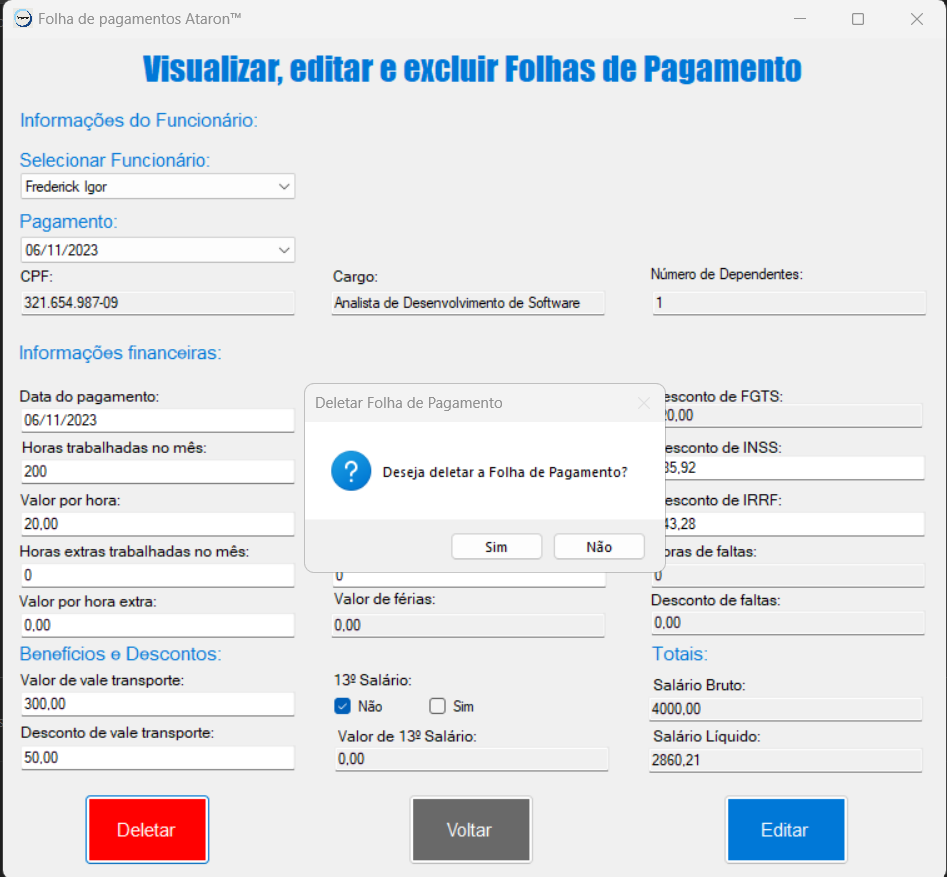 Folha de pagamentos Ataron™
Visualizar, editar e excluir Folhas de Pagamento
Informações do Funcionário:
Selecionar Funcionário:
Frederick Igor
Pagamento:
06/11/2023
CPF:
321.654.987-09
Cargo:
Analista de Desenvolvimento de Software
Número de Dependentes:
1
Informações financeiras:
Data do pagamento:
06/11/2023
Horas trabalhadas no mês:
200
Valor por hora:
20,00
Horas extras trabalhadas no mês:
0
Valor por hora extra:
0,00
Deletar Folha de Pagamento
Deseja deletar a Folha de Pagamento?
Sim
Não
0
Valor de férias:
0,00
esconto de FGTS:
20,00
esconto de INSS:
35,92
esconto de IRRF:
43,28
oras de faltas:
0
Desconto de faltas:
0,00
Benefícios e Descontos:
Valor de vale transporte:
300,00
Desconto de vale transporte:
50,00
13º Salário:
Não
Sim
Valor de 13º Salário:
0,00
Totais:
Salário Bruto:
4000,00
Salário Líquido:
2860,21
Deletar
Voltar
Editar